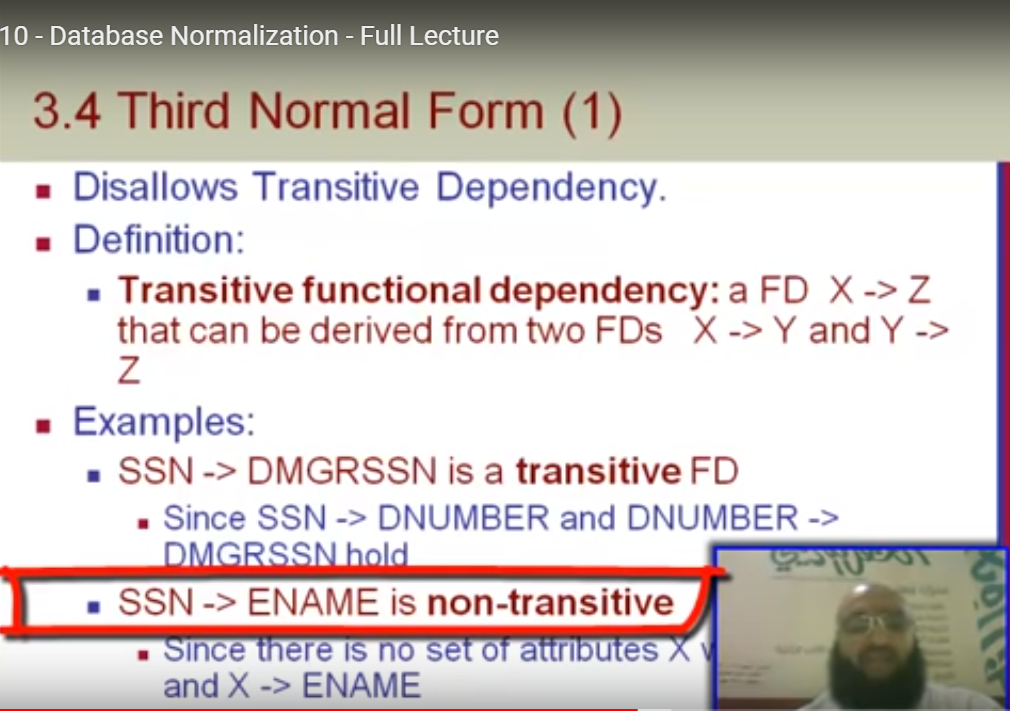 10 - Database Normalization - Full Lecture
3.4 Third Normal Form (1)
Disallows Transitive Dependency.
Definition:
Transitive functional dependency: a FD X -> Z
that can be derived from two FDs X -> Y and Y ->
Z
Examples:
SSN -> DMGRSSN is a transitive FD
Since SSN -> DNUMBER and DNUMBER ->
DMGRSSN hold
SSN -> ENAME is non-transitive
Since there is no set of attributes X
and X -> ENAME